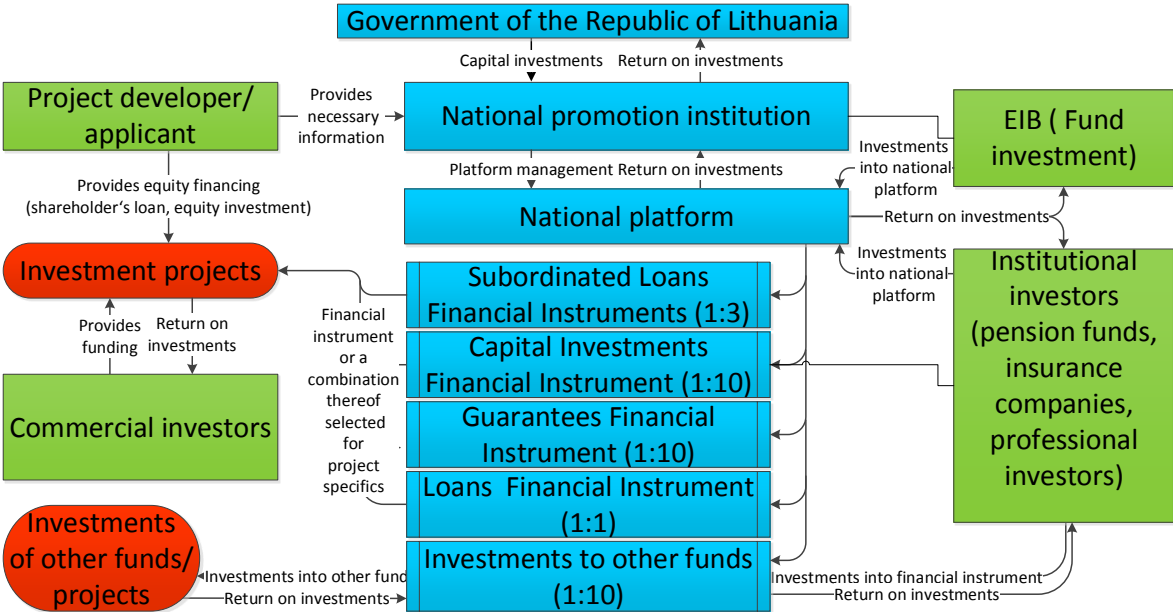 Government of the Republic of Lithuania
Capital investments
Return on investments
Project developer/
applicant
Provides
necessary
information
National promotion institution
EIB ( Fund
investment)
Investments
into national
platform
Platform management
Return on investments
Provides equity financing
(shareholder's loan, equity investment)
National platform
Return on investments
Investment projects
Investments
into national
platform
Institutional
investors
(pension funds,
insurance
companies,
professional
investors)
Subordinated Loans
Financial Instruments (1:3)
Provides
funding
Return on
investments
Financial
instrument
or a
combination
thereof
selected
for
project
specifics
Capital Investments
Financial Instrument (1:10)
Commercial investors
Guarantees Financial
Instrument (1:10)
Loans  Financial Instrument
(1:1)
Investments
of other funds/
projects
Investments into other fund
Return on investments
Investments to other funds
(1:10)
Investments into financial instrument
Return on investments